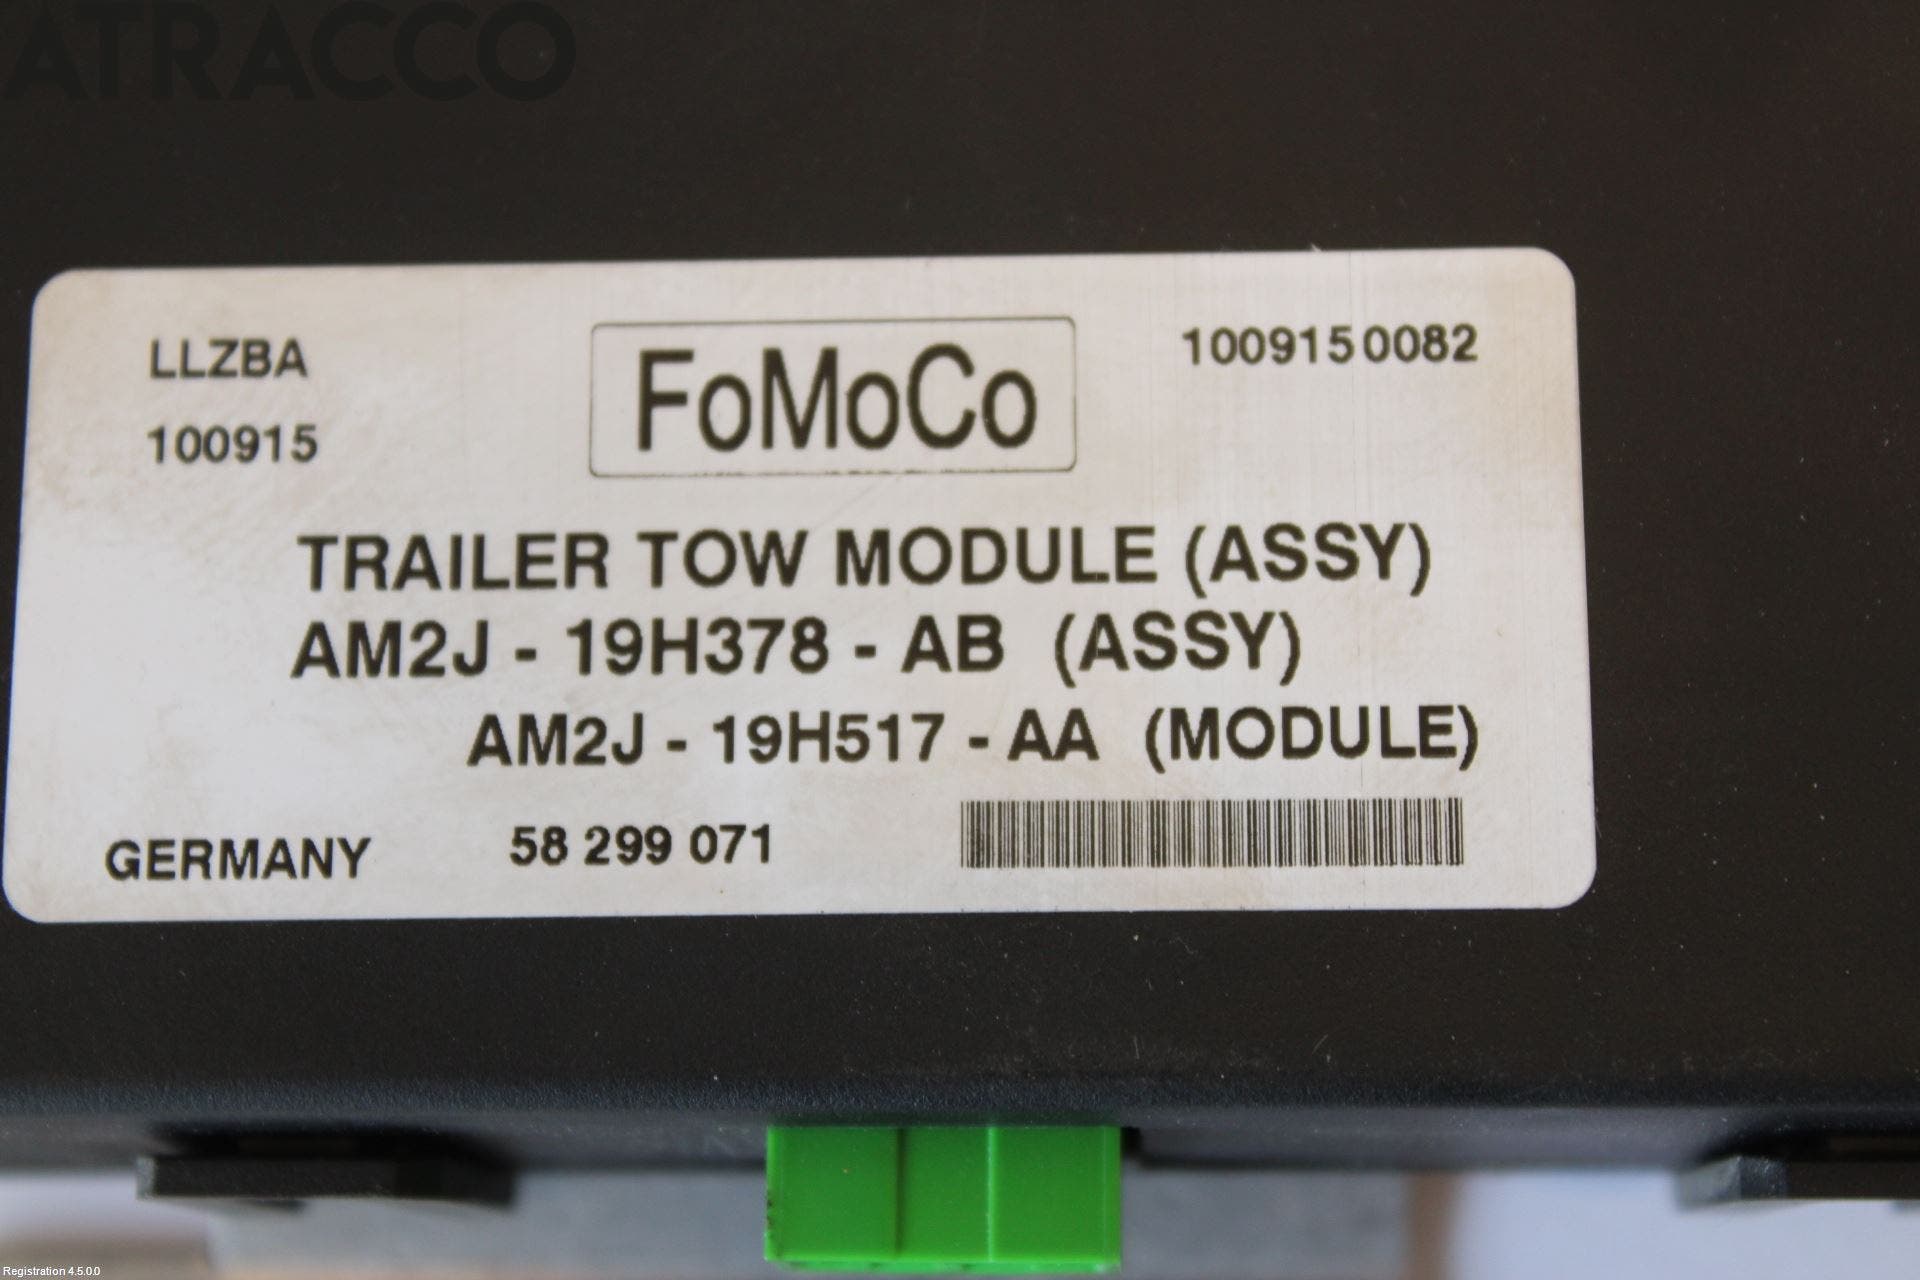 ATRACCO
LLZBA
FoMoCo
1009150082
100915
TRAILER TOW MODULE (ASSY)
AM2J - 19H378 - AB (ASSY)
AM2J - 19H517 - AA (MODULE)
GERMANY 58 299 071
Registration 4.5.0.0